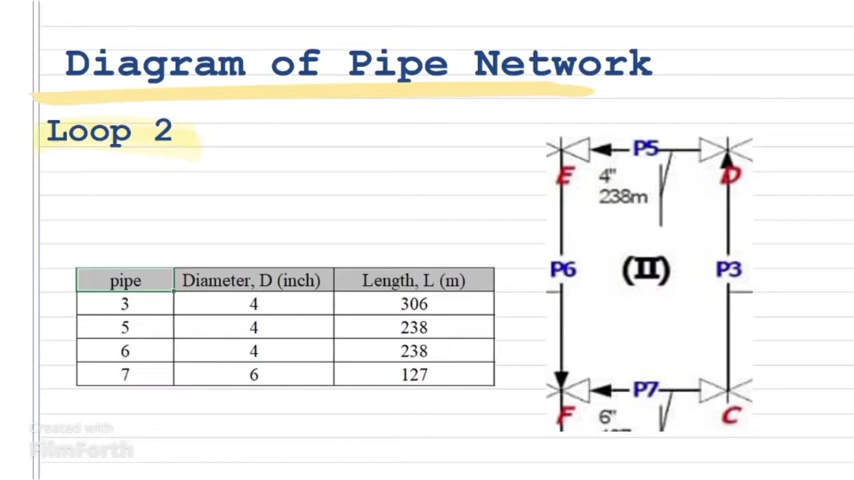 Diagram of Pipe Network
Loop 2
pipe Diameter, D (inch) Length, L (m)
3 4 306
5 4 238
6 4 238
7 6 127
P5
E D
4"
238m
P6 (II) P3
P7
F 6" C
Created with
FilmForth